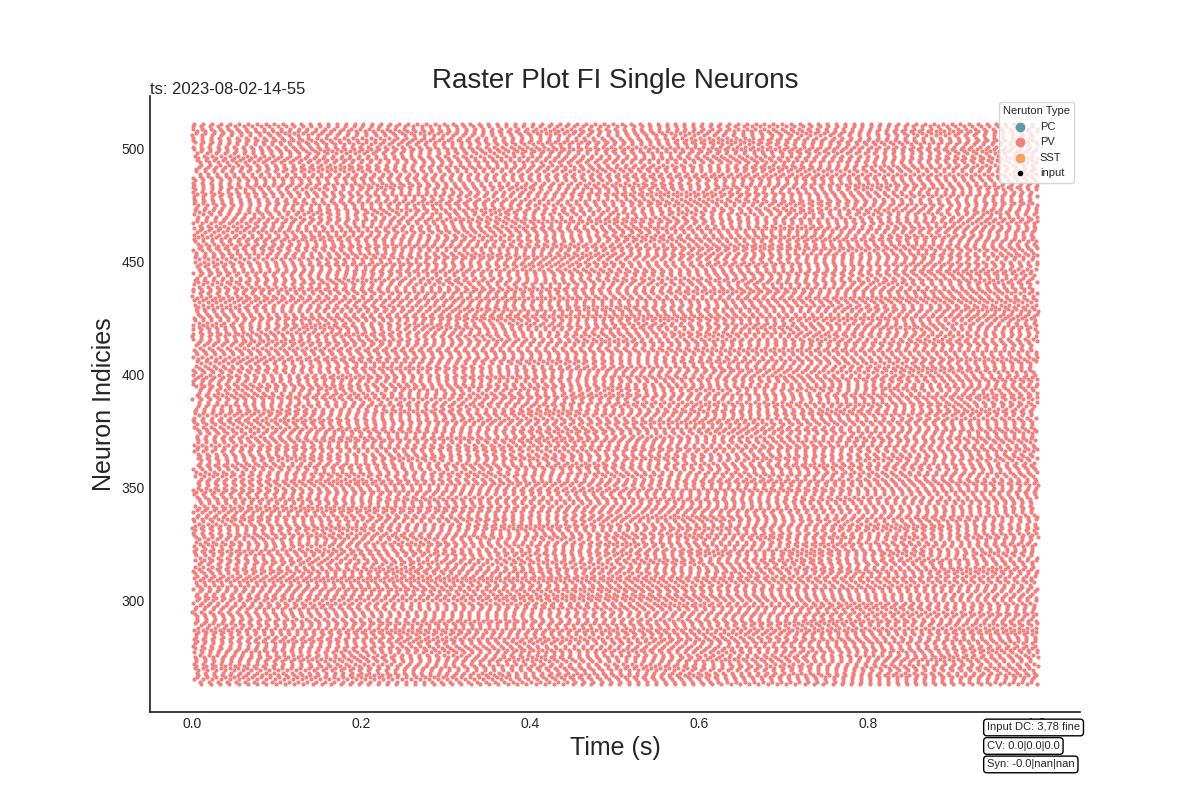 Raster Plot FI Single Neurons
ts: 2023-08-02-14-55
Neruton Type
PC
PV
SST
input
500
450
400
350
300
Neuron Indicies
0.0 0.2 0.4 0.6 0.8
Time (s)
Input DC: 3,78 fine
CV: 0.0|0.0|0.0
Syn: -0.0|nan|nan